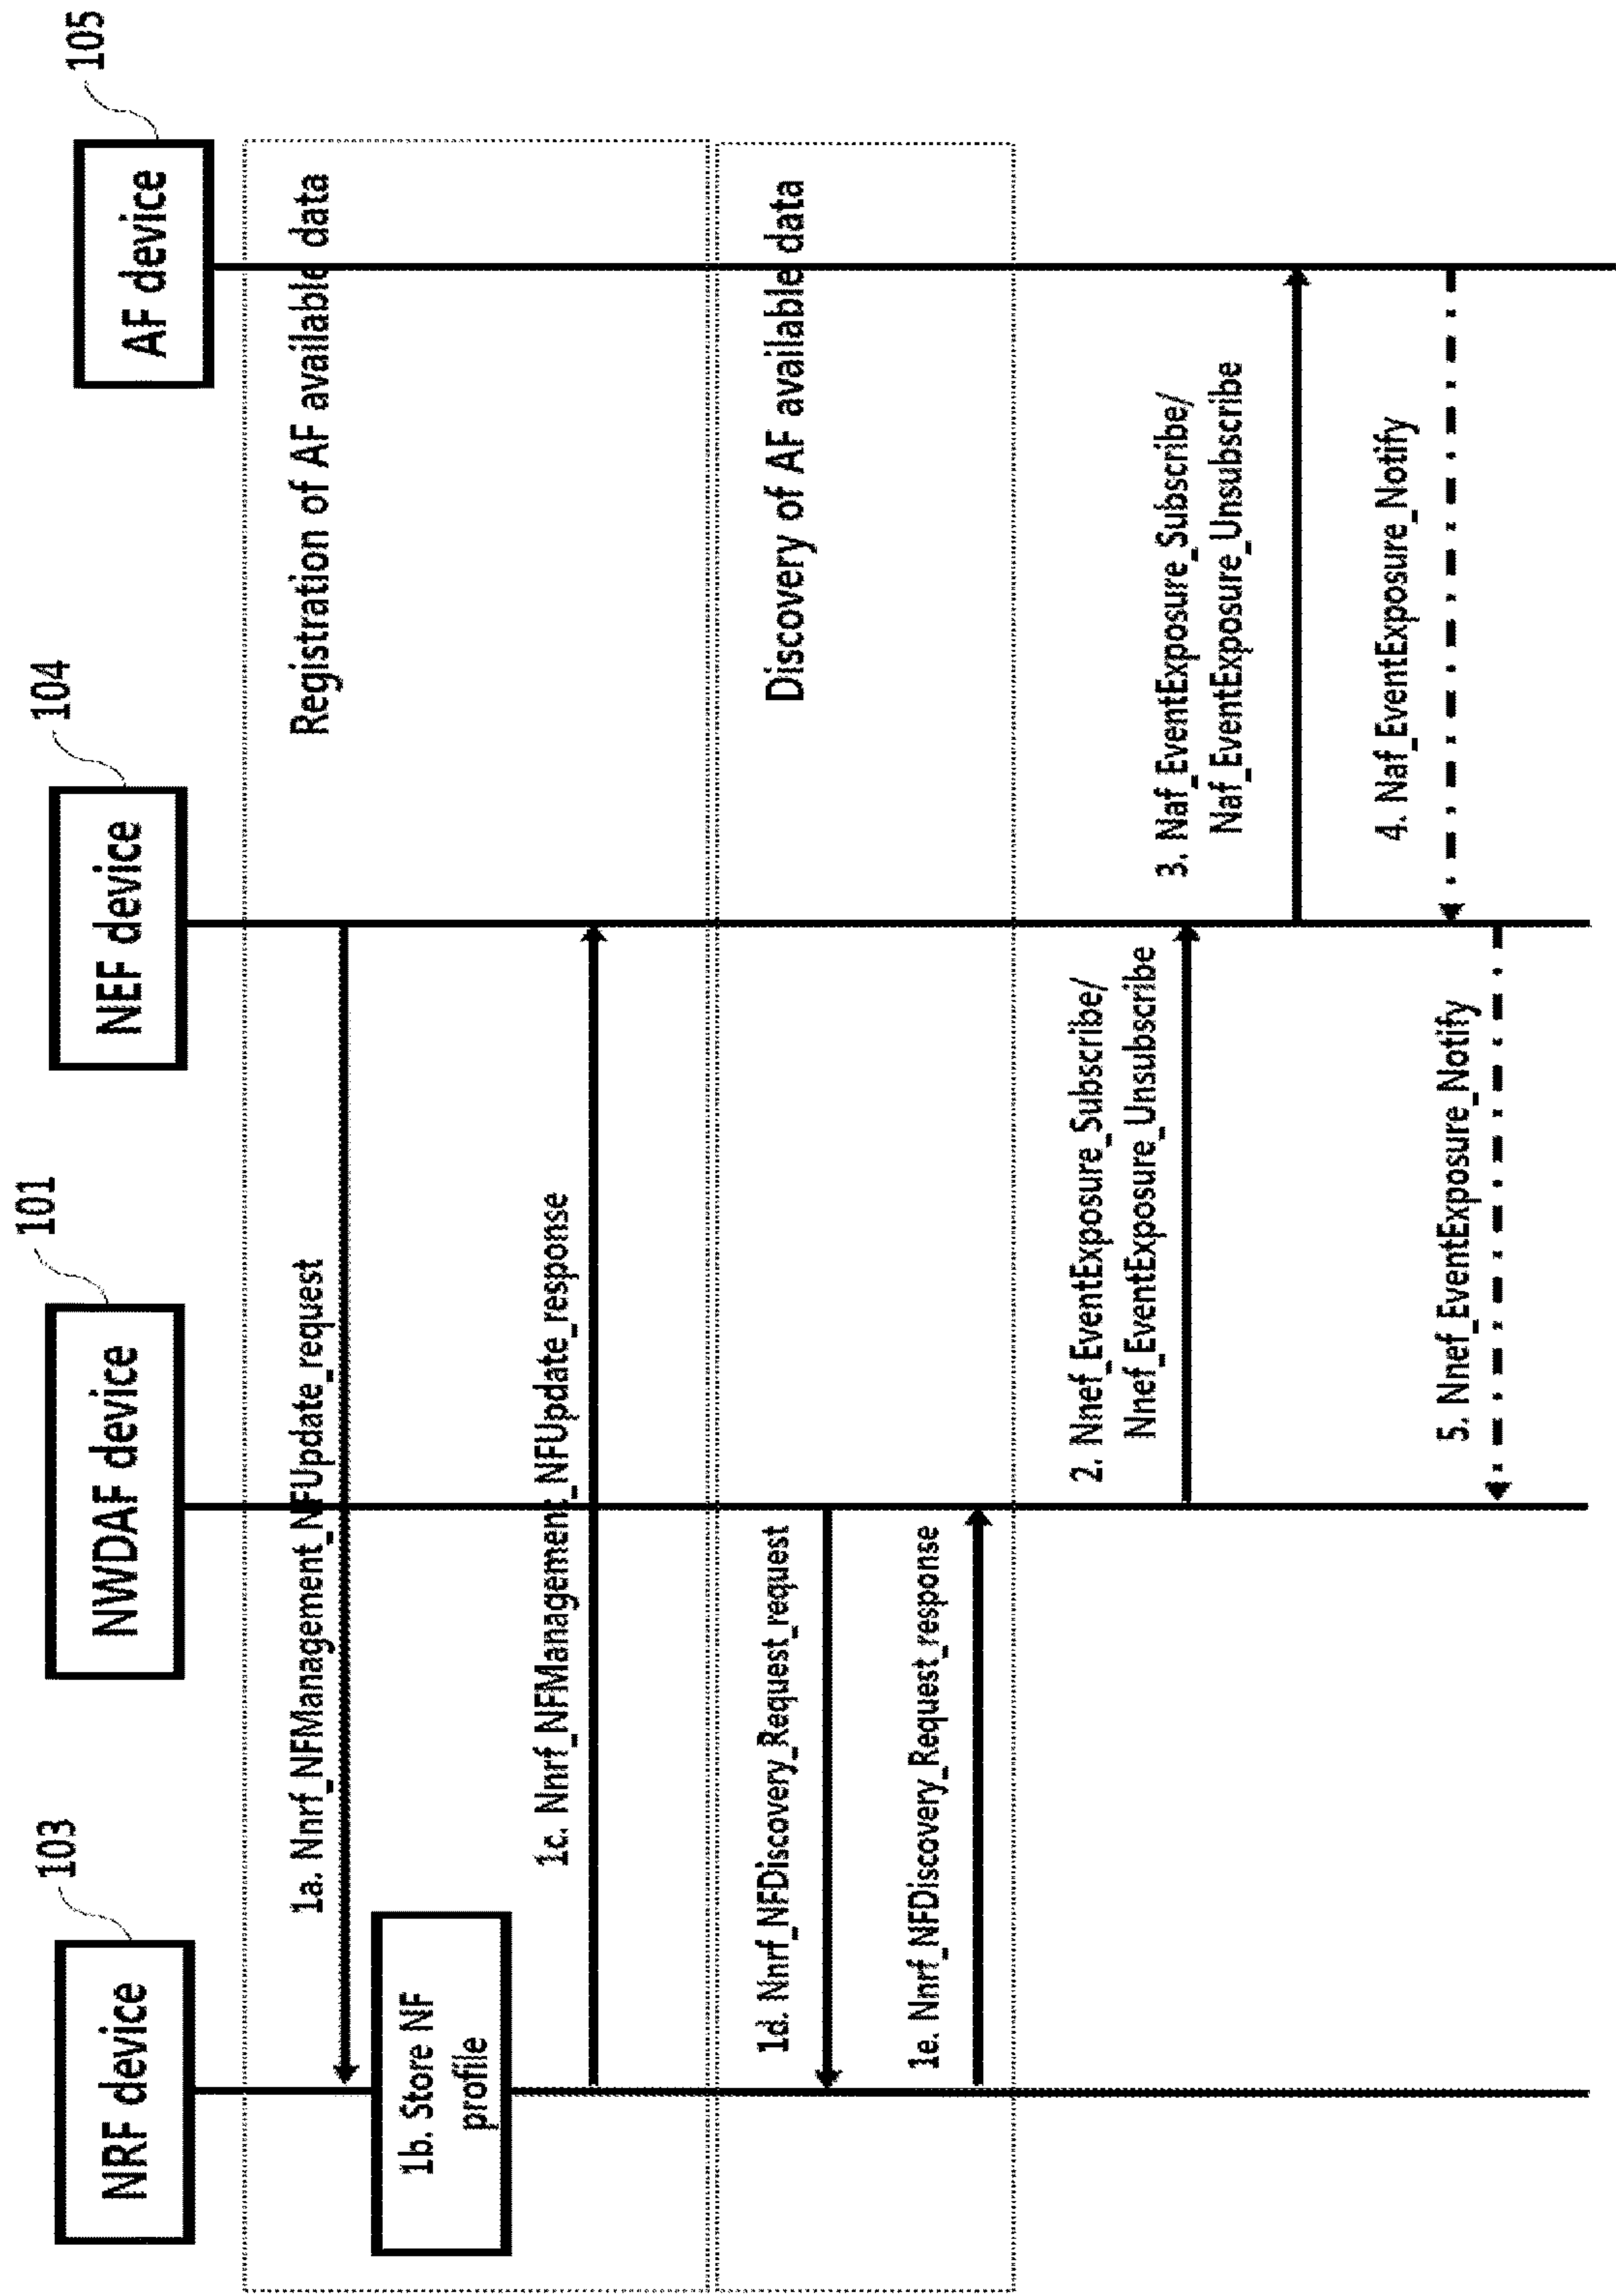 103
101
104
105
NRF device
NWDAF device
NEF device
AF device
1a. Nnrf_NFManagement_NFUpdate_request
Registration of AF available data
1b. Store NF
profile
1c. Nnrf_NFManagement_NFUpdate_response
1d. Nnrf_NFDiscovery_Request_request
Discovery of AF available data
1e. Nnrf_NFDiscovery_Request_response
2. Nnef_EventExposure_Subscribe/
Nnef_EventExposure_Unsubscribe
3. Naf_EventExposure_Subscribe/
Naf_EventExposure_Unsubscribe
4. Naf_EventExposure_Notify
5. Nnef_EventExposure_Notify